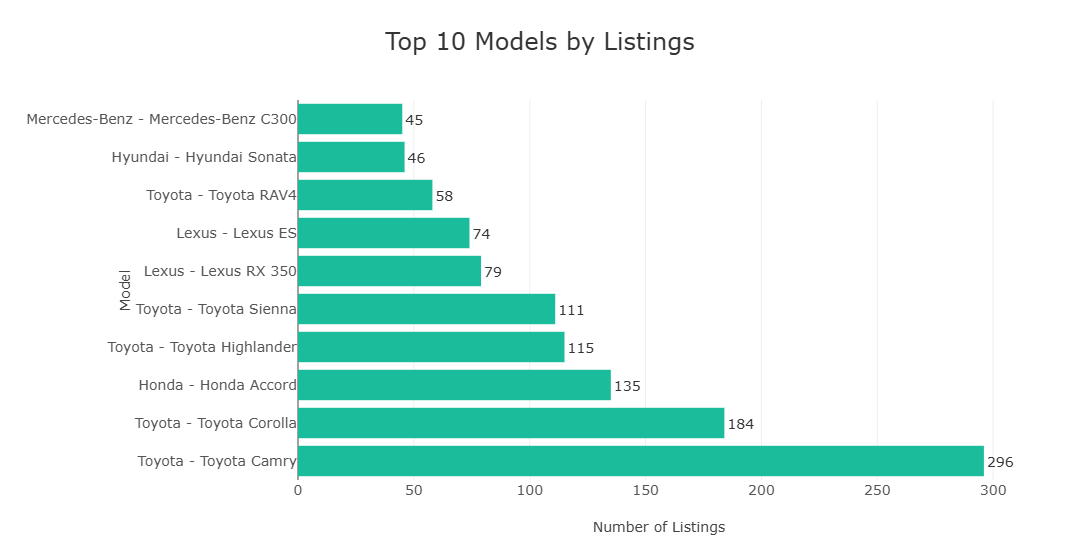 Top 10 Models by Listings
Mercedes-Benz - Mercedes-Benz C300
45
Hyundai - Hyundai Sonata
46
Toyota - Toyota RAV4
58
Lexus - Lexus ES
74
Lexus - Lexus RX 350
79
Model
Toyota - Toyota Sienna
111
Toyota - Toyota Highlander
115
Honda - Honda Accord
135
Toyota - Toyota Corolla
184
Toyota - Toyota Camry
296
0 50 100 150 200 250 300
Number of Listings